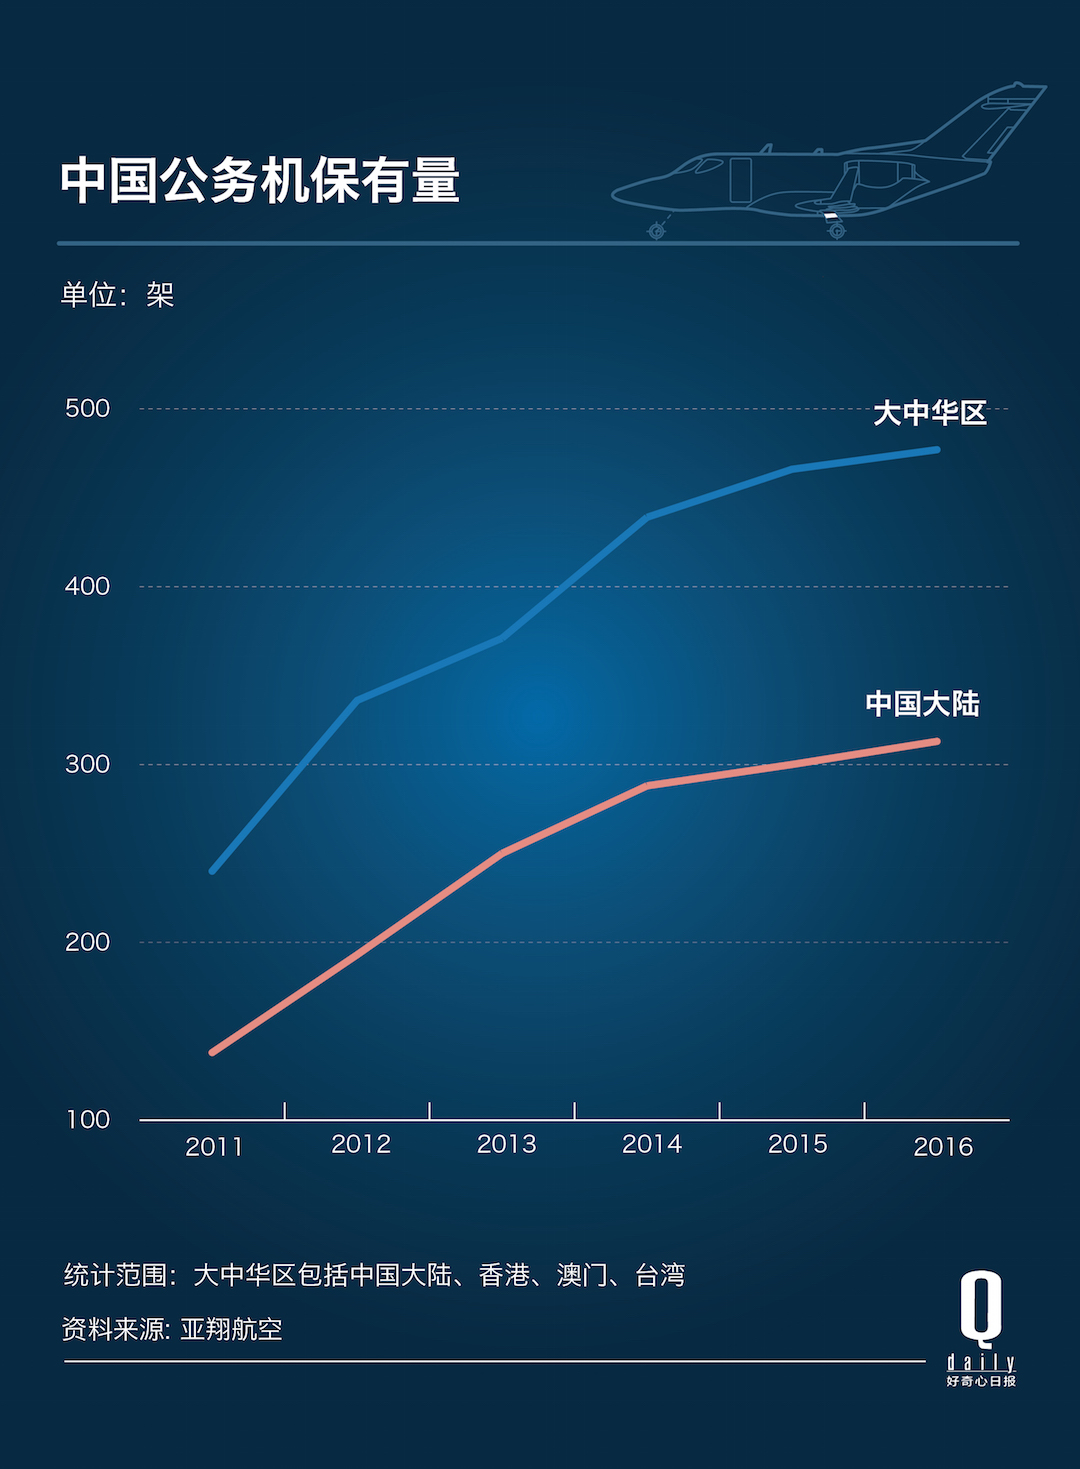 中国公务机保有量
单位：架
500
大中华区
400
中国大陆
300
200
100
2011 2012 2013 2014 2015 2016
统计范围：大中华区包括中国大陆、香港、澳门、台湾
资料来源: 亚翔航空
Q
daily
好奇心日报